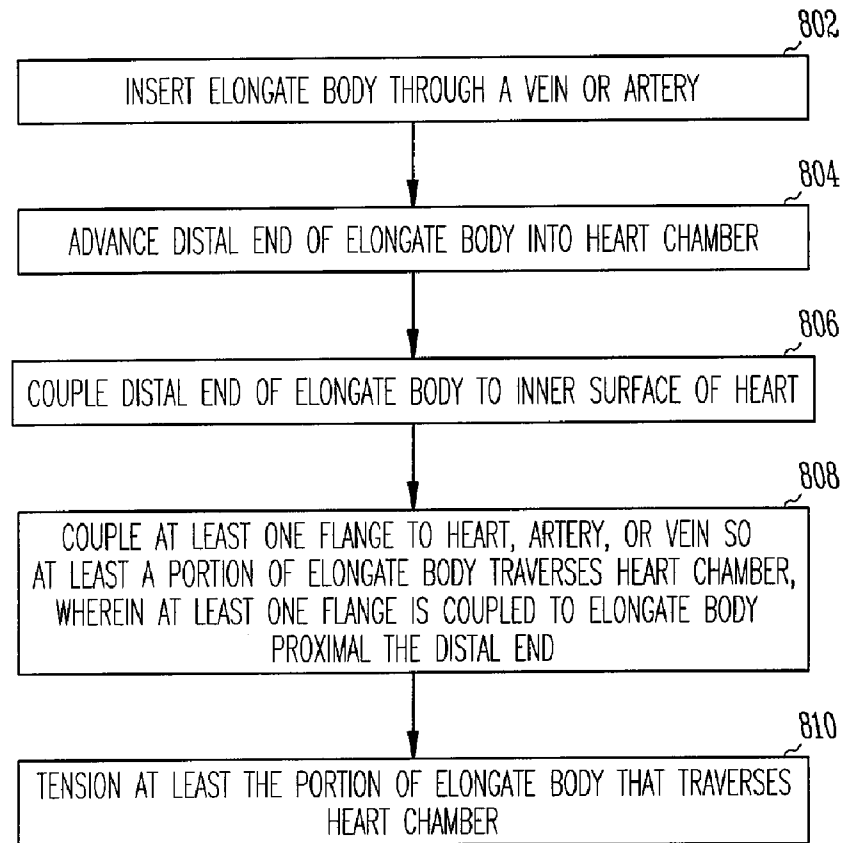 802
INSERT ELONGATE BODY THROUGH A VEIN OR ARTERY
804
ADVANCE DISTAL END OF ELONGATE BODY INTO HEART CHAMBER
806
COUPLE DISTAL END OF ELONGATE BODY TO INNER SURFACE OF HEART
808
COUPLE AT LEAST ONE FLANGE TO HEART, ARTERY, OR VEIN SO
AT LEAST A PORTION OF ELONGATE BODY TRAVERSES HEART CHAMBER,
WHEREIN AT LEAST ONE FLANGE IS COUPLED TO ELONGATE BODY
PROXIMAL THE DISTAL END
810
TENSION AT LEAST THE PORTION OF ELONGATE BODY THAT TRAVERSES
HEART CHAMBER